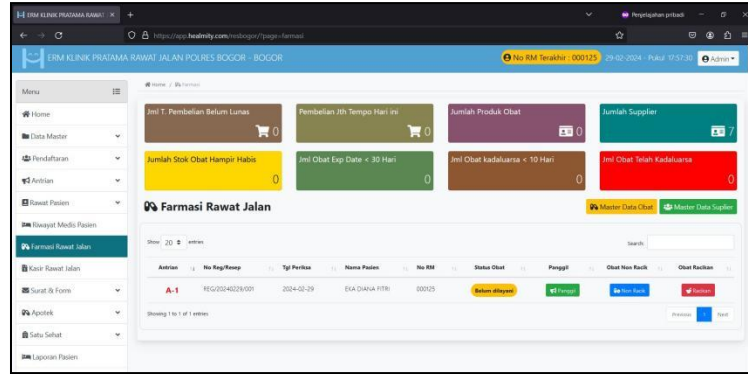 ERM KLINIK PRATAMA RAWAT
Penjelajahan pribadi
https://app.healmity.com/resbogor/?page=farmasi
ERM KLINIK PRATAMA RAWAT JALAN POLRES BOGOR - BOGOR
No RM Terakhir : 000125
29-02-2024 - Pukul 17:57:30
Admin
Menu
Home / Farmasi
Home
Data Master
Pendaftaran
Antrian
Rawat Pasien
Riwayat Medis Pasien
Farmasi Rawat Jalan
Kasir Rawat Jalan
Surat & Form
Apotek
Satu Sehat
Laporan Pasien
Jml T. Pembelian Belum Lunas
0
Pembelian Jth Tempo Hari ini
0
Jumlah Produk Obat
0
Jumlah Supplier
7
Jumlah Stok Obat Hampir Habis
0
Jml Obat Exp Date < 30 Hari
0
Jml Obat kadaluarsa < 10 Hari
0
Jml Obat Telah Kadaluarsa
0
Farmasi Rawat Jalan
Master Data Obat
Master Data Suplier
Show 20 entries
Search:
Antrian No Reg/Resep Tgl Periksa Nama Pasien No RM Status Obat Panggil Obat Non Racik Obat Racikan
A-1 REG/20240229/001 2024-02-29 EKA DIANA FITRI 000125 Belum dilayani Panggil Non Racik Racikan
Showing 1 to 1 of 1 entries
Previous 1 Next